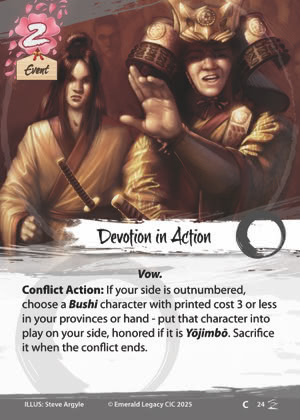 2
Event
Devotion in Action
Vow.
Conflict Action: If your side is outnumbered,
choose a Bushi character with printed cost 3 or less
in your provinces or hand - put that character into
play on your side, honored if it is Yōjimbō. Sacrifice
it when the conflict ends.
ILLUS: Steve Argyle © Emerald Legacy CIC 2025 C 24